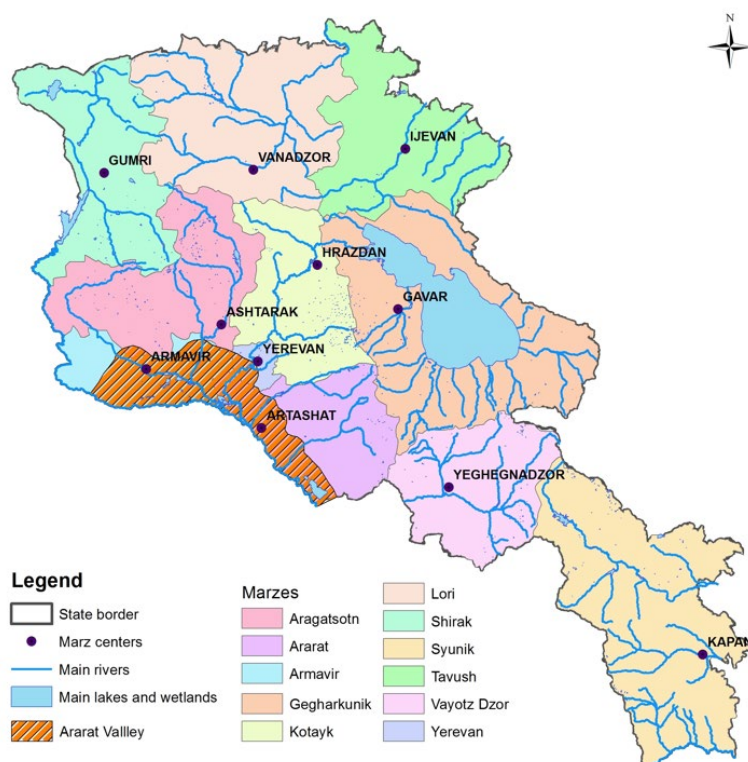 N
IJEVAN
GUMRI
VANADZOR
HRAZDAN
GAVAR
ASHTARAK
YEREVAN
ARMAVIR
ARTASHAT
YEGHEGNADZOR
KAPAN
Legend
State border
Marz centers
Main rivers
Main lakes and wetlands
Ararat Vallley
Marzes
Aragatsotn
Ararat
Armavir
Gegharkunik
Kotayk
Lori
Shirak
Syunik
Tavush
Vayotz Dzor
Yerevan